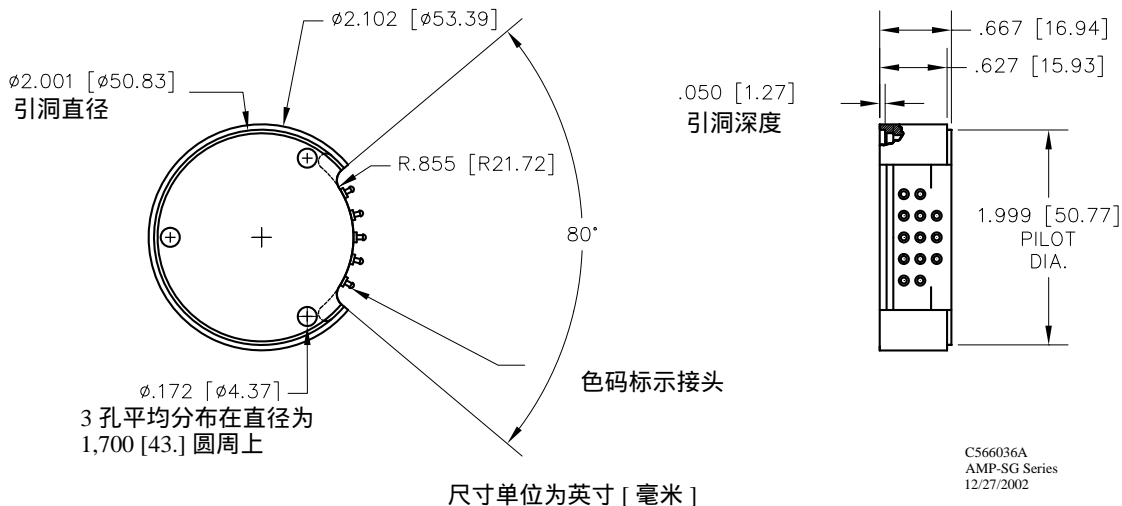 ø2.102 [ø53.39]
ø2.001 [ø50.83]
引洞直径
R.855 [R21.72]
80°
ø.172 [ø4.37]
3 孔平均分布在直径为
1,700 [43.] 圆周上
色码标示接头
.667 [16.94]
.627 [15.93]
.050 [1.27]
引洞深度
1.999 [50.77]
PILOT
DIA.
C566036A
AMP-SG Series
12/27/2002
尺寸单位为英寸 [ 毫米 ]